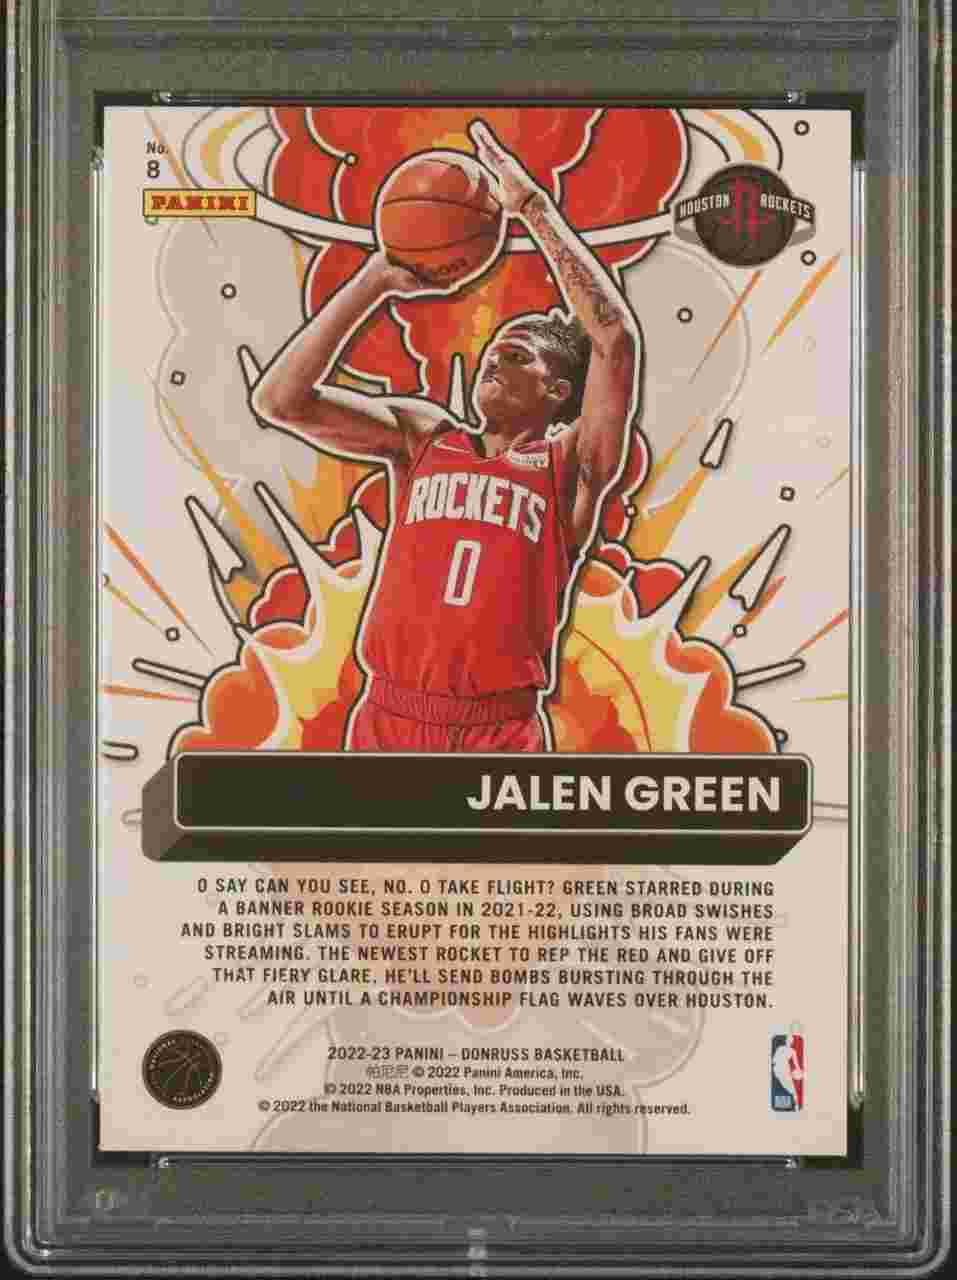 No.
8
PANINI
HOUSTON ROCKETS
ROCKETS
0
JALEN GREEN
O SAY CAN YOU SEE, NO. 0 TAKE FLIGHT? GREEN STARRED DURING
A BANNER ROOKIE SEASON IN 2021-22, USING BROAD SWISHES
AND BRIGHT SLAMS TO ERUPT FOR THE HIGHLIGHTS HIS FANS WERE
STREAMING. THE NEWEST ROCKET TO REP THE RED AND GIVE OFF
THAT FIERY GLARE, HE'LL SEND BOMBS BURSTING THROUGH THE
AIR UNTIL A CHAMPIONSHIP FLAG WAVES OVER HOUSTON.
2022-23 PANINI – DONRUSS BASKETBALL
帕尼尼 © 2022 Panini America, Inc.
© 2022 NBA Properties, Inc. Produced in the USA.
© 2022 the National Basketball Players Association. All rights reserved.
NBA